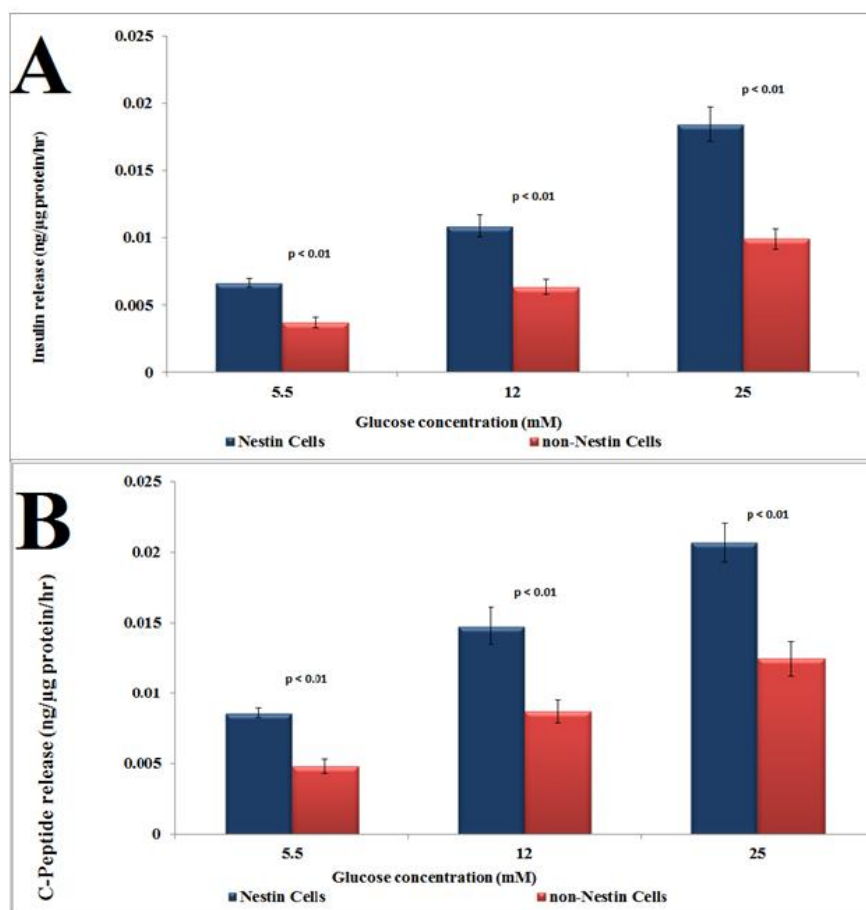 A
Insulin release (ng/µg protein/hr)
0.025
0.02
0.015
0.01
0.005
0
p < 0.01
p < 0.01
p < 0.01
5.5
12
25
Glucose concentration (mM)
Nestin Cells
non-Nestin Cells
B
C-Peptide release (ng/µg protein/hr)
0.025
0.02
0.015
0.01
0.005
0
p < 0.01
p < 0.01
p < 0.01
5.5
12
25
Glucose concentration (mM)
Nestin Cells
non-Nestin Cells